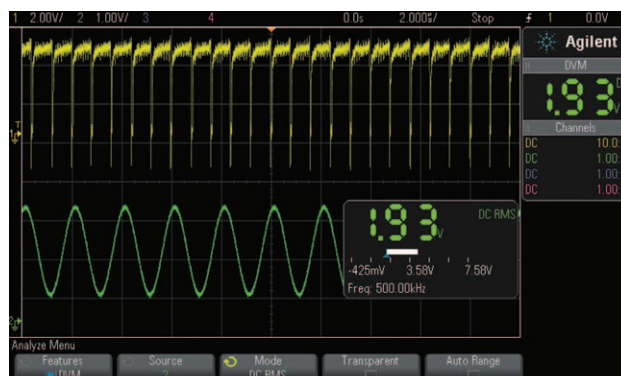 1 2.00V/ 2 1.00V/ 3 4 0.0s 2.000%/ Stop 1 0.0V
Agilent
DVM
1.93 V
Channels
DC 10.0:
DC 1.00:
DC 1.00:
DC 1.00:
T
1
1.93 V DC RMS
-425mV 3.58V 7.58V
Freq: 500.00kHz
2
Analyze Menu
Features Source Mode Transparent Auto Range
DVM 2 DC RMS